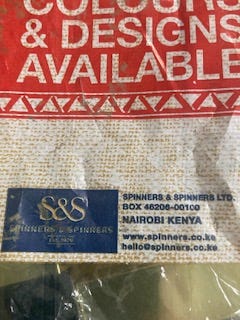 COLOURS
& DESIGNS
AVAILABLE
S&S
SPINNERS & SPINNERS
SPINNERS & SPINNERS LTD.
BOX 46206-00100
NAIROBI KENYA
www.spinners.co.ke
hello@spinners.co.ke